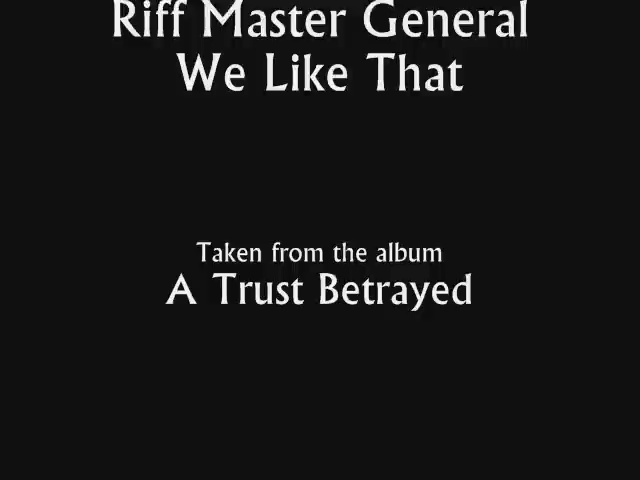 Riff Master General
We Like That
Taken from the album
A Trust Betrayed